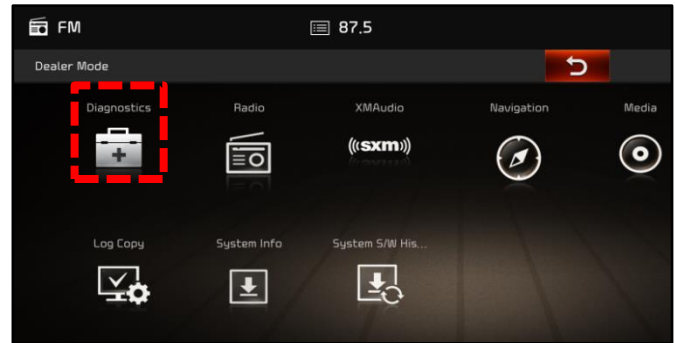 FM 87.5
Dealer Mode
Diagnostics Radio XMAudio Navigation Media
((sxm))
Log Copy System Info System S/W His...